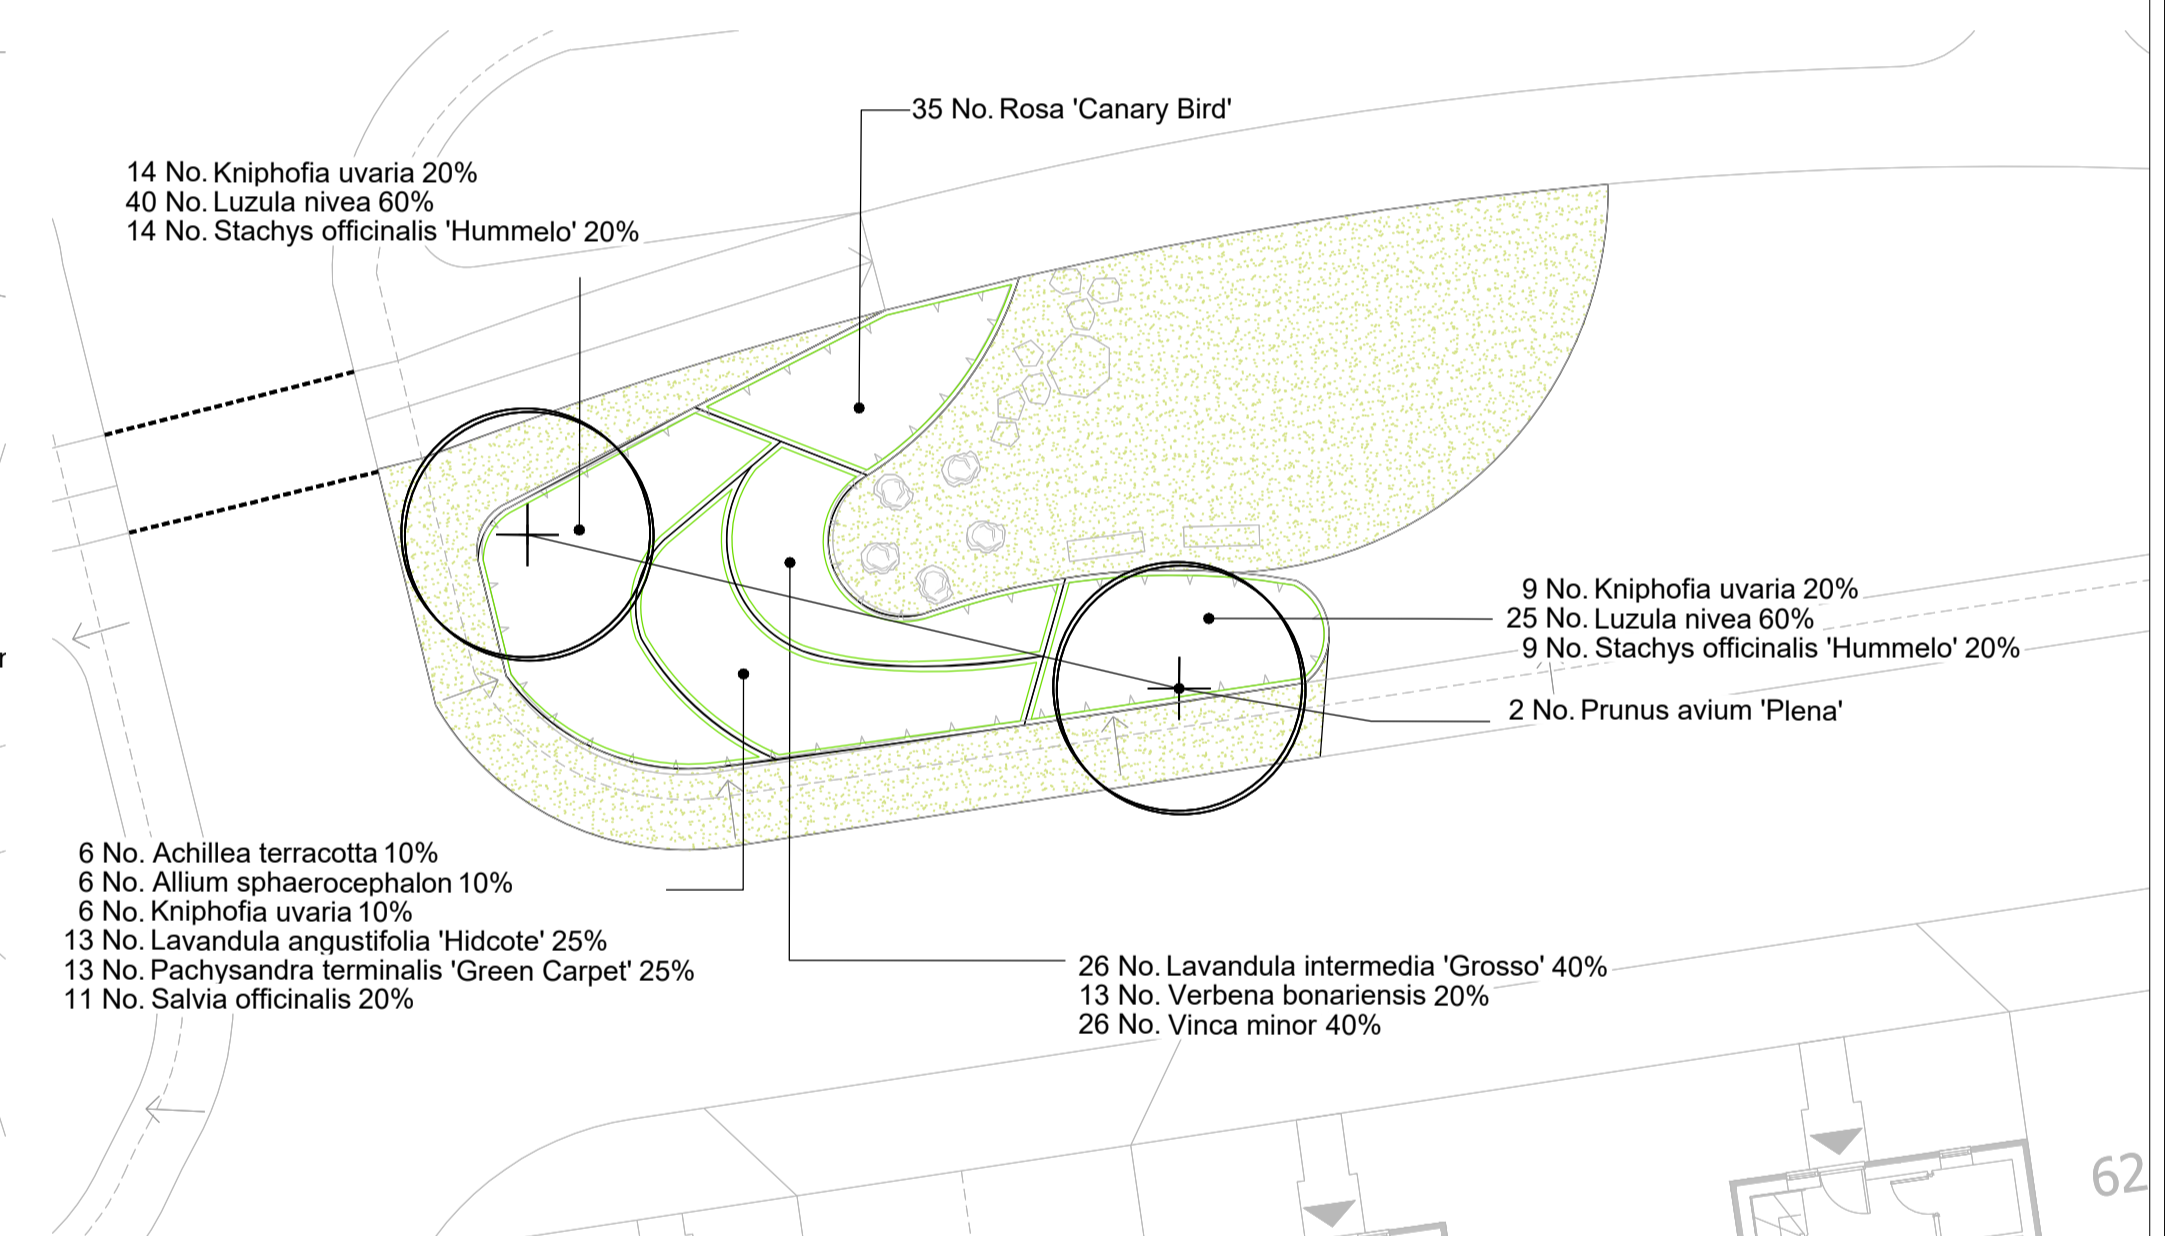 35 No. Rosa 'Canary Bird'
14 No. Kniphofia uvaria 20%
40 No. Luzula nivea 60%
14 No. Stachys officinalis 'Hummelo' 20%
9 No. Kniphofia uvaria 20%
25 No. Luzula nivea 60%
9 No. Stachys officinalis 'Hummelo' 20%
2 No. Prunus avium 'Plena'
6 No. Achillea terracotta 10%
6 No. Allium sphaerocephalon 10%
6 No. Kniphofia uvaria 10%
13 No. Lavandula angustifolia 'Hidcote' 25%
13 No. Pachysandra terminalis 'Green Carpet' 25%
11 No. Salvia officinalis 20%
26 No. Lavandula intermedia 'Grosso' 40%
13 No. Verbena bonariensis 20%
26 No. Vinca minor 40%
62